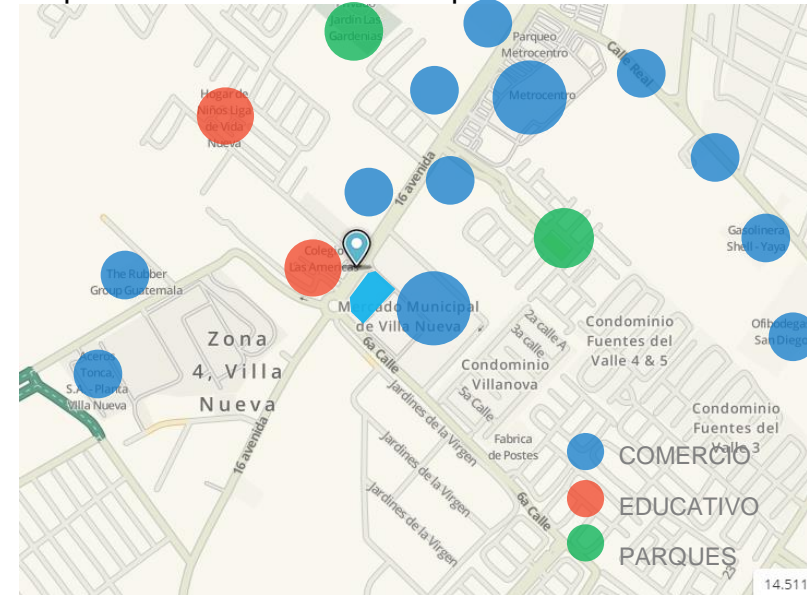 Jardín Las
Gardenias
Parqueo
Metrocentro
Calle Real
Metrocentro
Hogar de
Niños Liga
de Vida
Nueva
16 avenida
Gasolinera
Shell - Yaya
Colegio
Las Americas
The Rubber
Group Guatemala
Mercado Municipal
de Villa Nueva
2a calle A
3a calle
Condominio
Fuentes del
Valle 4 & 5
Ofibodegas
San Diego
Zona
4, Villa
Nueva
6a Calle
Condominio
Villanova
Aceros
Tonca,
S.A. - Planta
Villa Nueva
5a Calle
Jardines de la Virgen
Condominio
Fuentes del
Valle 3
16 avenida
Jardines de la Virgen
Fabrica
de Postes
COMERCIO
Jardines de la Virgen
6a Calle
EDUCATIVO
PARQUES
23
14.511